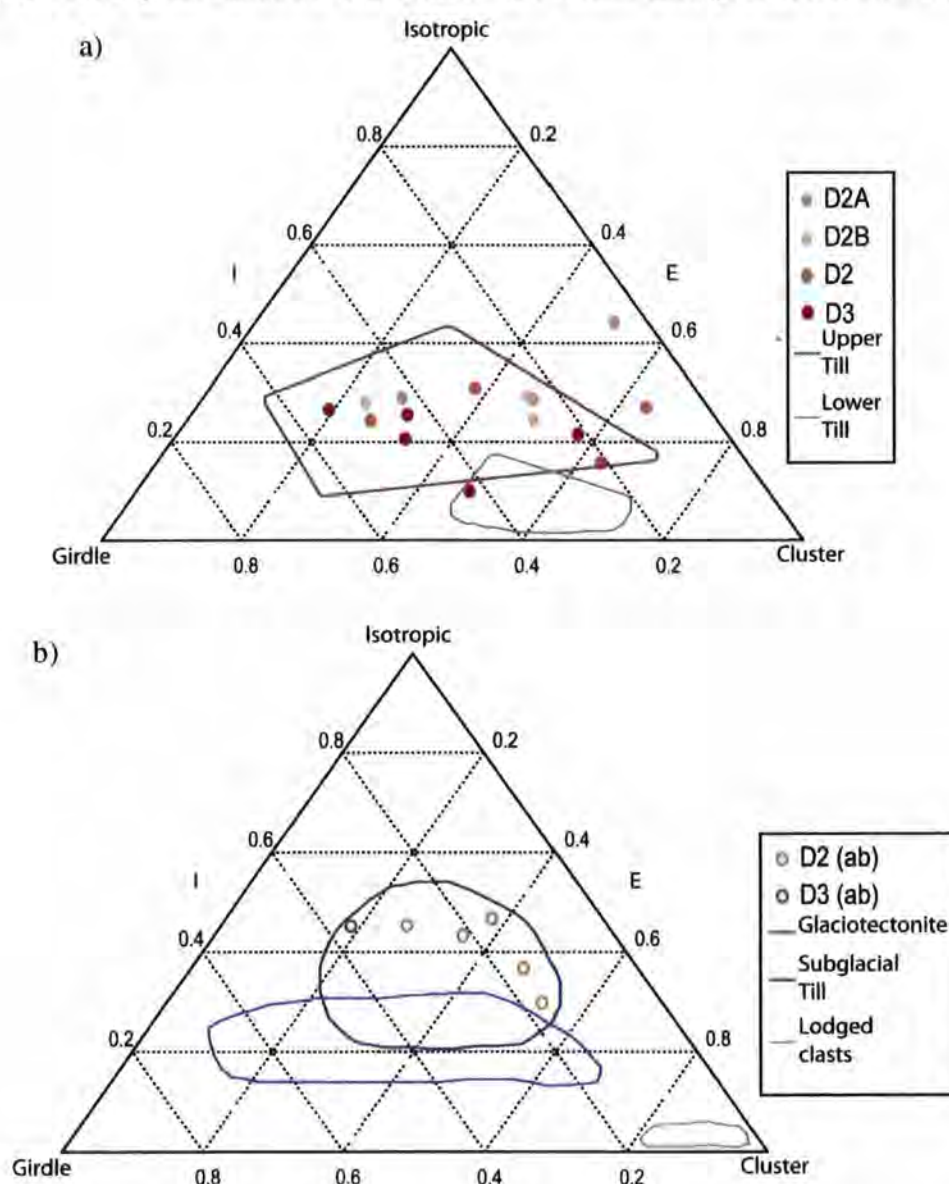 a)
Isotropic
0.8 0.2
0.6 0.4
I E
0.4 0.6
0.2 0.8
Girdle Cluster
0.8 0.6 0.4 0.2
D2A
D2B
D2
D3
Upper
Till
Lower
Till
b)
Isotropic
0.8 0.2
0.6 0.4
I E
0.4 0.6
0.2 0.8
Girdle Cluster
0.8 0.6 0.4 0.2
D2 (ab)
D3 (ab)
Glaciotectonite
Subglacial
Till
Lodged
clasts